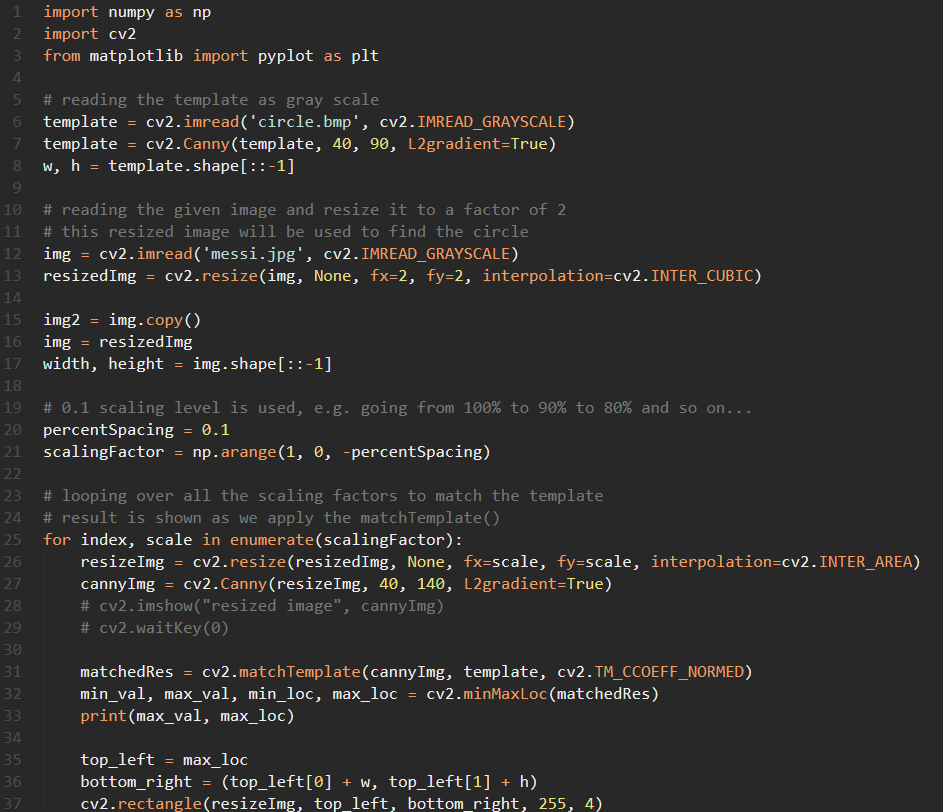 1 import numpy as np
2 import cv2
3 from matplotlib import pyplot as plt
4
5 # reading the template as gray scale
6 template = cv2.imread('circle.bmp', cv2.IMREAD_GRAYSCALE)
7 template = cv2.Canny(template, 40, 90, L2gradient=True)
8 w, h = template.shape[::-1]
9
10 # reading the given image and resize it to a factor of 2
11 # this resized image will be used to find the circle
12 img = cv2.imread('messi.jpg', cv2.IMREAD_GRAYSCALE)
13 resizedImg = cv2.resize(img, None, fx=2, fy=2, interpolation=cv2.INTER_CUBIC)
14
15 img2 = img.copy()
16 img = resizedImg
17 width, height = img.shape[::-1]
18
19 # 0.1 scaling level is used, e.g. going from 100% to 90% to 80% and so on...
20 percentSpacing = 0.1
21 scalingFactor = np.arange(1, 0, -percentSpacing)
22
23 # looping over all the scaling factors to match the template
24 # result is shown as we apply the matchTemplate()
25 for index, scale in enumerate(scalingFactor):
26     resizeImg = cv2.resize(resizedImg, None, fx=scale, fy=scale, interpolation=cv2.INTER_AREA)
27     cannyImg = cv2.Canny(resizeImg, 40, 140, L2gradient=True)
28     # cv2.imshow("resized image", cannyImg)
29     # cv2.waitKey(0)
30
31     matchedRes = cv2.matchTemplate(cannyImg, template, cv2.TM_CCOEFF_NORMED)
32     min_val, max_val, min_loc, max_loc = cv2.minMaxLoc(matchedRes)
33     print(max_val, max_loc)
34
35     top_left = max_loc
36     bottom_right = (top_left[0] + w, top_left[1] + h)
37     cv2.rectangle(resizeImg, top_left, bottom_right, 255, 4)